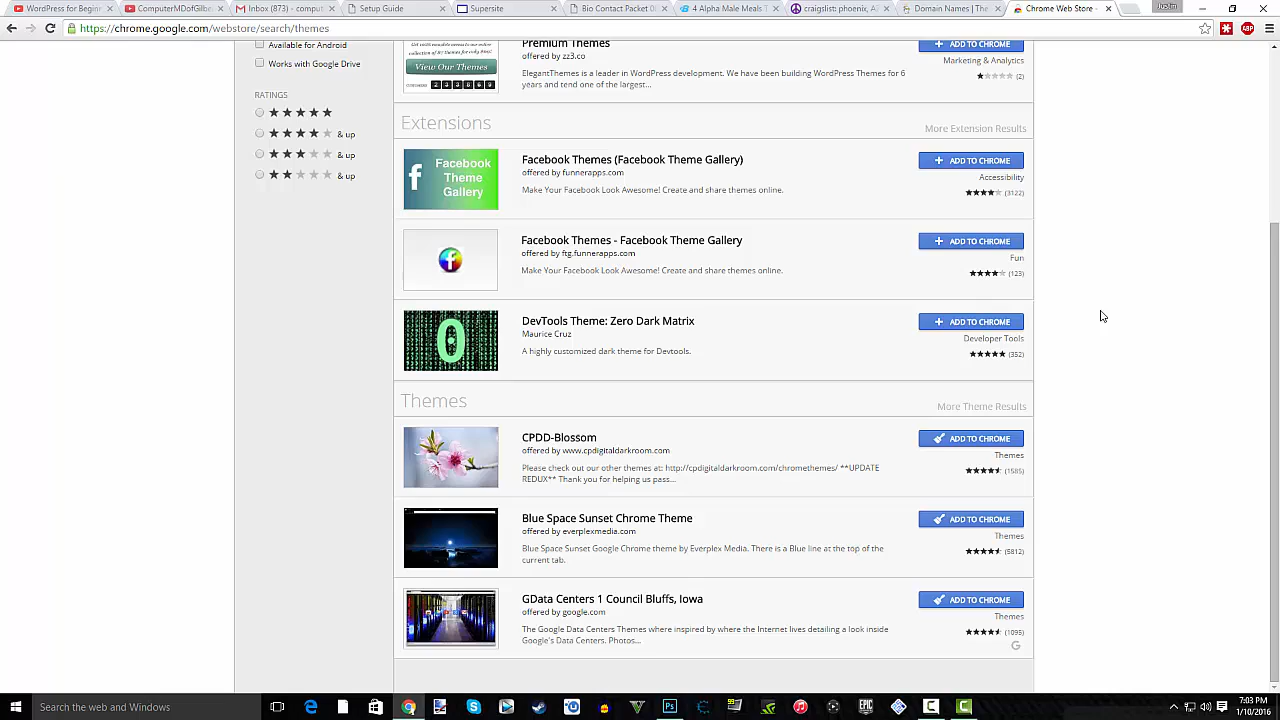 WordPress for Beginn
ComputerMDofGilbe
Inbox (873) - comput
Setup Guide
Supersite
Bio Contact Packet 0
4 Alpha Male Meals T
craigslist: phoenix, AP
Domain Names | The
Chrome Web Store -
https://chrome.google.com/webstore/search/themes
ABP
Available for Android
Works with Google Drive
RATINGS
& up
& up
& up
View Our Themes
Premium Themes
offered by zz3.co
ElegantThemes is a leader in WordPress development. We have been building WordPress Themes for 6
years and tend one of the largest...
ADD TO CHROME
Marketing & Analytics
(2)
Extensions
More Extension Results
Facebook
Theme
Gallery
Facebook Themes (Facebook Theme Gallery)
offered by funnerapps.com
Make Your Facebook Look Awesome! Create and share themes online.
ADD TO CHROME
Accessibility
(3122)
Facebook Themes - Facebook Theme Gallery
offered by ftg.funnerapps.com
Make Your Facebook Look Awesome! Create and share themes online.
ADD TO CHROME
Fun
(123)
DevTools Theme: Zero Dark Matrix
Maurice Cruz
A highly customized dark theme for Devtools.
ADD TO CHROME
Developer Tools
(352)
Themes
More Theme Results
CPDD-Blossom
offered by www.cpdigitaldarkroom.com
Please check out our other themes at: http://cpdigitaldarkroom.com/chromethemes/ **UPDATE
REDUX** Thank you for helping us pass...
ADD TO CHROME
Themes
(1585)
Blue Space Sunset Chrome Theme
offered by everplexmedia.com
Blue Space Sunset Google Chrome theme by Everplex Media. There is a Blue line at the top of the
current tab.
ADD TO CHROME
Themes
(5812)
GData Centers 1 Council Bluffs, Iowa
offered by google.com
The Google Data Centers Themes where inspired by where the Internet lives detailing a look inside
Google's Data Centers. Photos...
ADD TO CHROME
Themes
(1095)
G
Search the web and Windows
Ps
EPIC
7:03 PM
1/10/2016